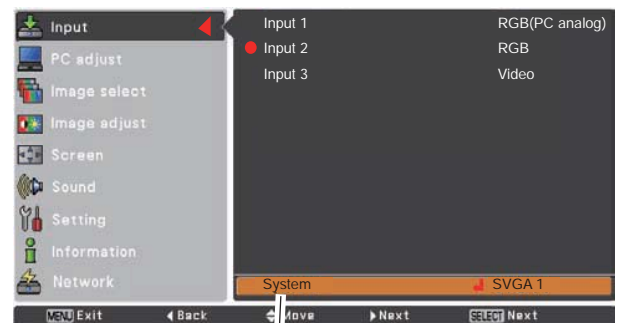 Input
PC adjust
Image select
Image adjust
Screen
Sound
Setting
Information
Network
Input 1 RGB(PC analog)
Input 2 RGB
Input 3 Video
System SVGA 1
MENU Exit Back Move Next SELECT Next